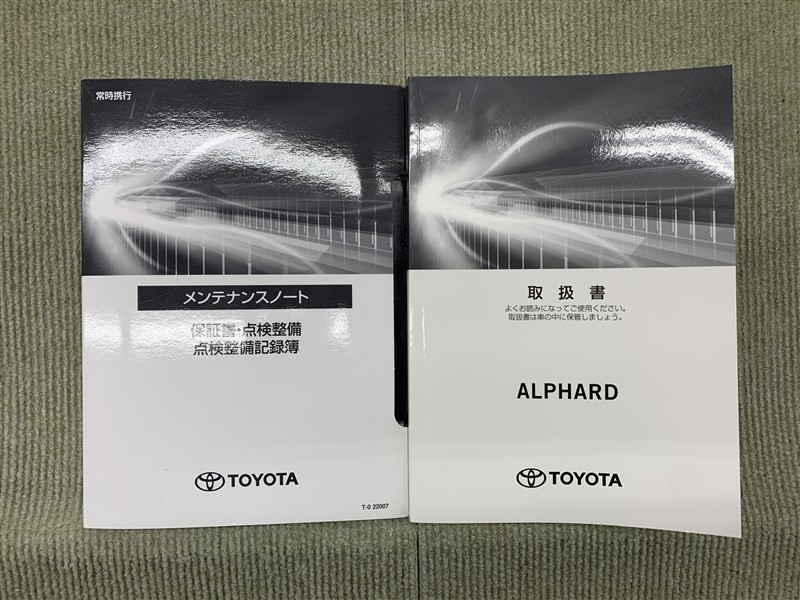 常時携行
メンテナンスノート
保証書・点検整備
点検整備記録簿
TOYOTA
T-0 22007
取扱書
よくお読みになってご使用ください。
取扱書は車の中に保管しましょう。
ALPHARD
TOYOTA